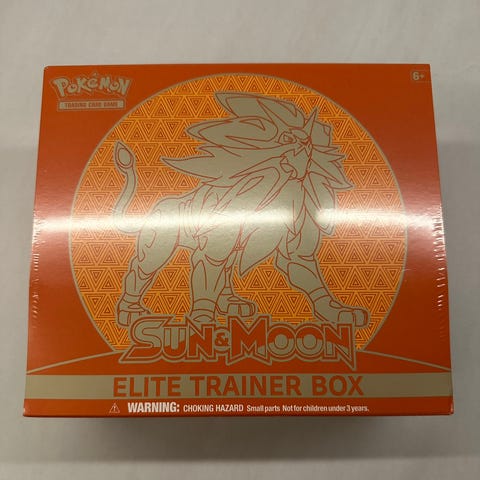 POKÉMON
TRADING CARD GAME
6+
SUN & MOON
ELITE TRAINER BOX
WARNING: CHOKING HAZARD Small parts Not for children under 3 years.